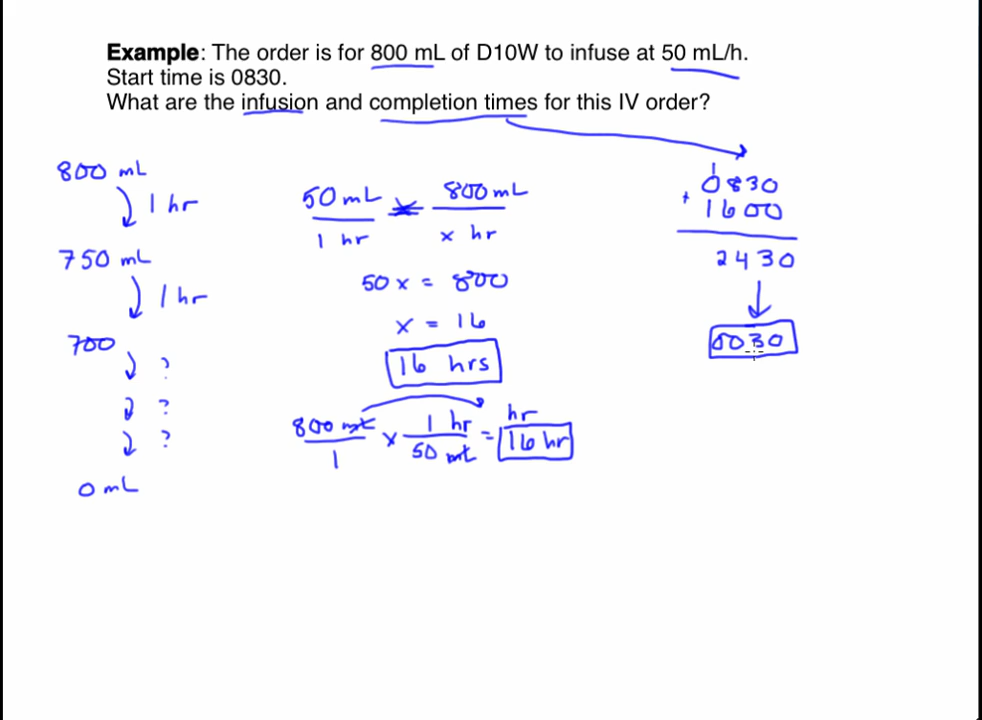 Example: The order is for 800 mL of D10W to infuse at 50 mL/h.
Start time is 0830.
What are the infusion and completion times for this IV order?
800 mL
1 hr
750 mL
1 hr
700
?
?
?
0 mL
50 mL / 1 hr = 800 mL / x hr
50 x = 800
x = 16
16 hrs
800 mL / 1 x 1 hr / 50 mL = 16 hr
hr
1
0830
+ 1600
2430
0030